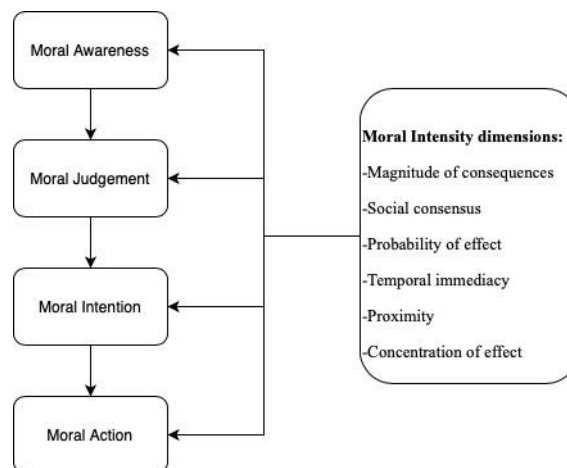 Moral Awareness
Moral Judgement
Moral Intention
Moral Action
Moral Intensity dimensions:
-Magnitude of consequences
-Social consensus
-Probability of effect
-Temporal immediacy
-Proximity
-Concentration of effect